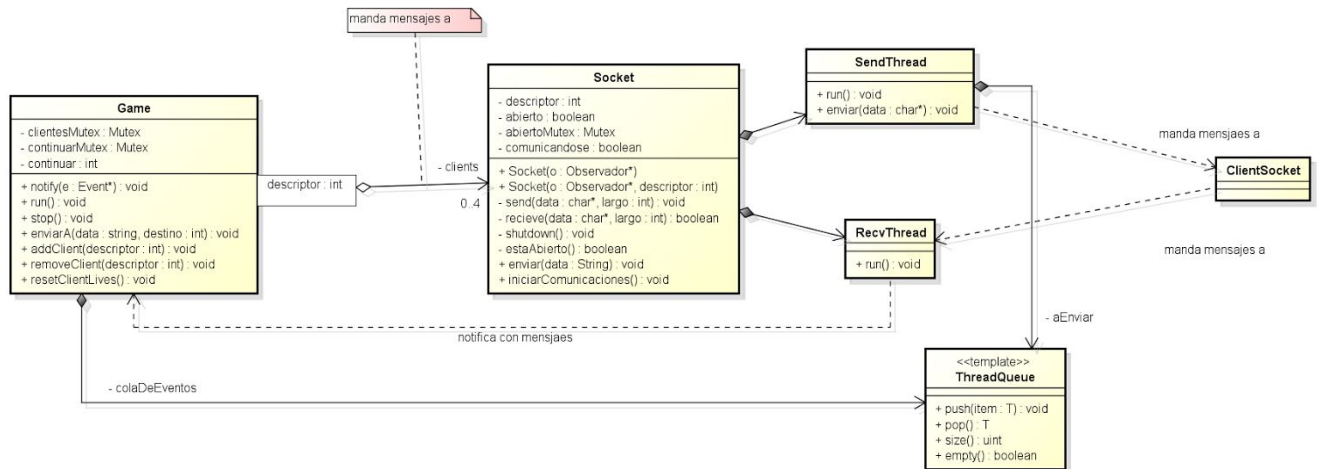 manda mensajes a
Game
- clientesMutex : Mutex
- continuarMutex : Mutex
- continuar : int
+ notify(e : Event*) : void
+ run() : void
+ stop() : void
+ enviarA(data : string, destino : int) : void
+ addClient(descriptor : int) : void
+ removeClient(descriptor : int) : void
+ resetClientLives() : void
descriptor : int
- clients
0..4
Socket
- descriptor : int
- abierto : boolean
- abiertoMutex : Mutex
- comunicandose : boolean
+ Socket(o : Observador*)
+ Socket(o : Observador*, descriptor : int)
- send(data : char*, largo : int) : void
- recieve(data : char*, largo : int) : boolean
- shutdown() : void
- estaAbierto() : boolean
+ enviar(data : String) : void
+ iniciarComunicaciones() : void
SendThread
+ run() : void
+ enviar(data : char*) : void
manda mensjaes a
ClientSocket
RecvThread
+ run() : void
manda mensajes a
notifica con mensjaes
- aEnviar
- colaDeEventos
<<template>>
ThreadQueue
+ push(item : T) : void
+ pop() : T
+ size() : uint
+ empty() : boolean